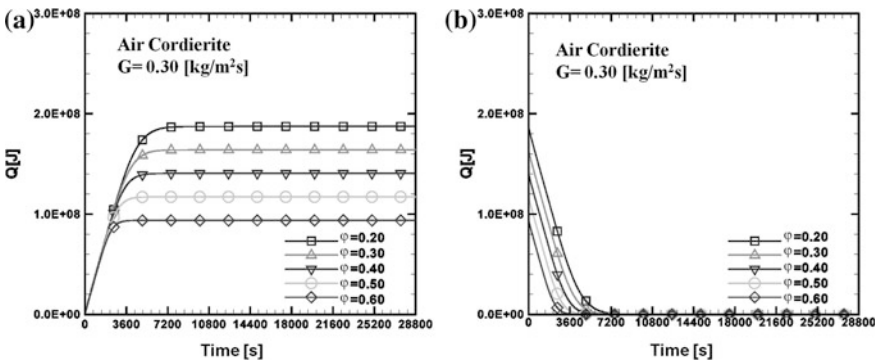 (a)
3.0E+08
2.0E+08
1.0E+08
0.0E+00
Q[J]
Air Cordierite
G= 0.30 [kg/m²s]
φ=0.20
φ=0.30
φ=0.40
φ=0.50
φ=0.60
0 3600 7200 10800 14400 18000 21600 25200 28800
Time [s]
(b)
3.0E+08
2.0E+08
1.0E+08
0.0E+00
Q[J]
Air Cordierite
G= 0.30 [kg/m²s]
φ=0.20
φ=0.30
φ=0.40
φ=0.50
φ=0.60
0 3600 7200 10800 14400 18000 21600 25200 28800
Time [s]